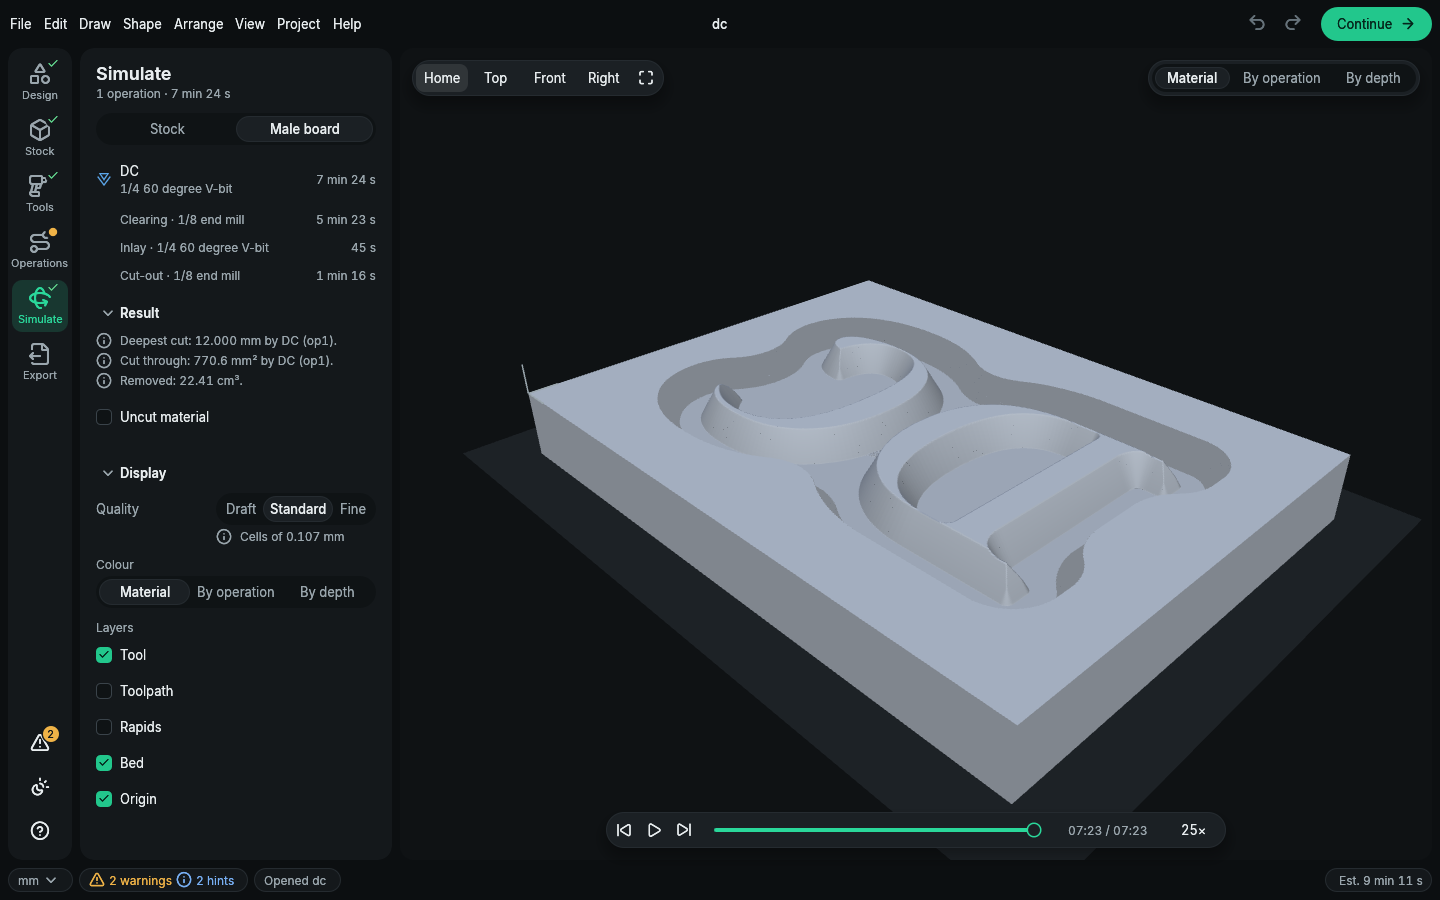 File Edit Draw Shape Arrange View Project Help
dc
Continue
Design
Stock
Tools
Operations
Simulate
Export
2
Simulate
1 operation · 7 min 24 s
Stock Male board
DC
1/4 60 degree V-bit
7 min 24 s
Clearing · 1/8 end mill 5 min 23 s
Inlay · 1/4 60 degree V-bit 45 s
Cut-out · 1/8 end mill 1 min 16 s
Result
Deepest cut: 12.000 mm by DC (op1).
Cut through: 770.6 mm² by DC (op1).
Removed: 22.41 cm³.
Uncut material
Display
Quality Draft Standard Fine
Cells of 0.107 mm
Colour
Material By operation By depth
Layers
Tool
Toolpath
Rapids
Bed
Origin
Home Top Front Right
Material By operation By depth
07:23 / 07:23 25×
mm
2 warnings 2 hints
Opened dc
Est. 9 min 11 s